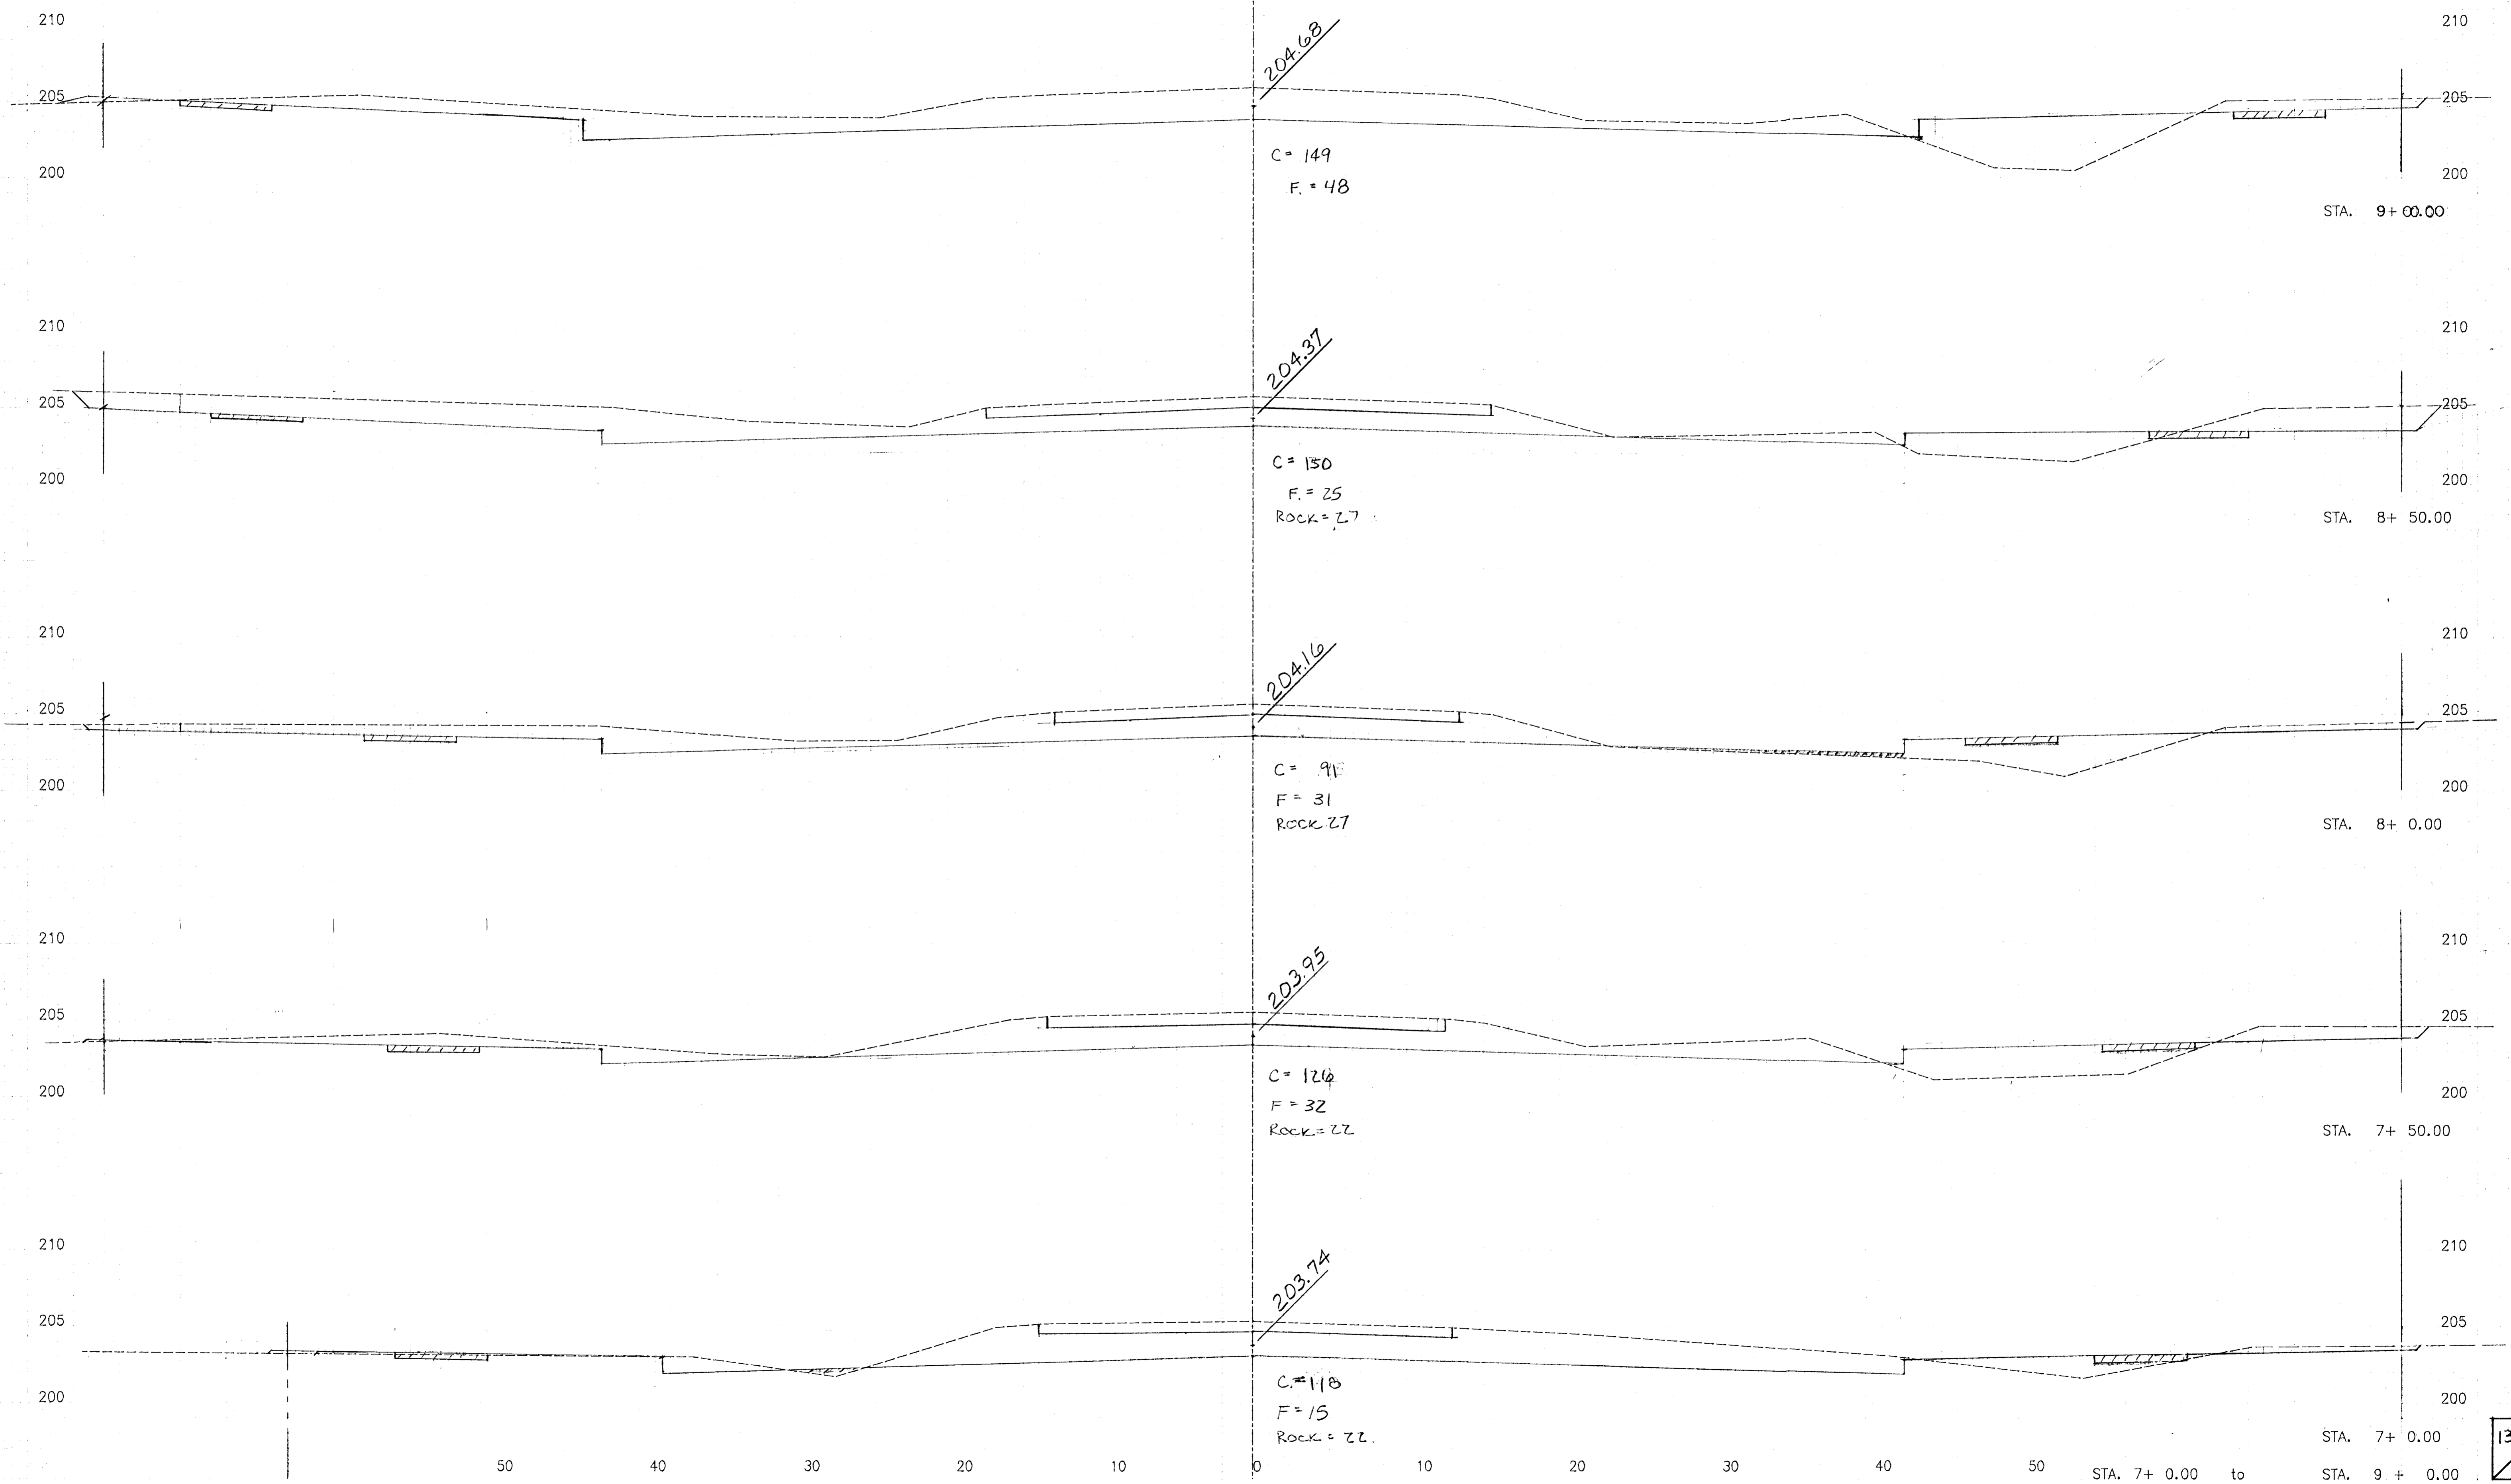 210 210
204.68
205 205
200 200
C = 149
F. = 48
STA. 9+ 00.00
210 210
204.37
205 205
200 200
C = 150
F. = 25
ROCK = 27
STA. 8+ 50.00
210 210
204.16
205 205
200 200
C = 91
F = 31
ROCK 27
STA. 8+ 0.00
210 210
203.95
205 205
200 200
C = 126
F = 32
ROCK = 22
STA. 7+ 50.00
210 210
203.74
205 205
200 200
C. = 118
F = 15
ROCK = 22.
STA. 7+ 0.00
13
50 40 30 20 10 0 10 20 30 40 50
STA. 7+ 0.00 to STA. 9 + 0.00